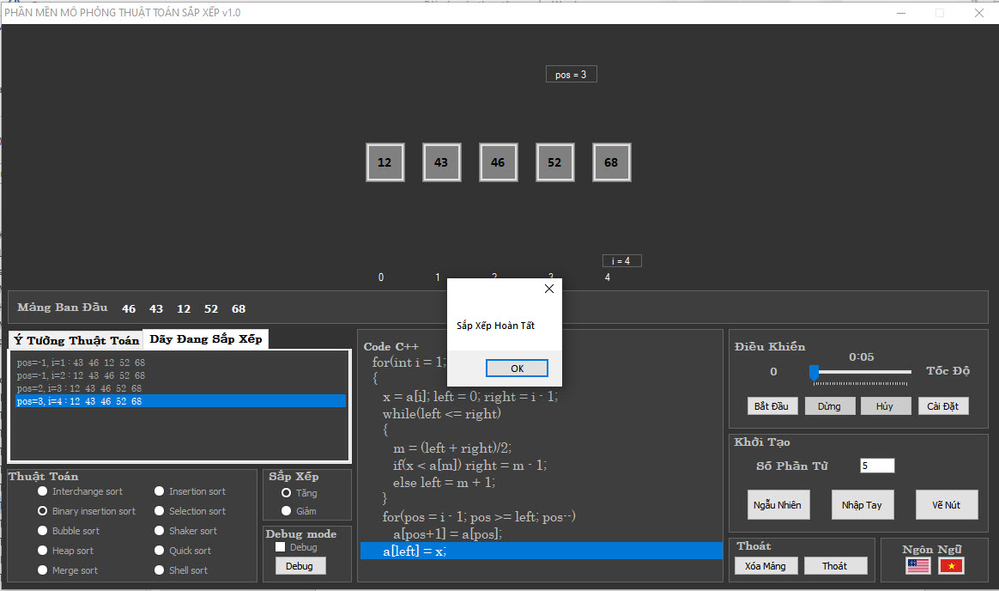 PHẦN MỀN MÔ PHỎNG THUẬT TOÁN SẮP XẾP v1.0
pos = 3
12 43 46 52 68
i = 4
0 1 2 3 4
Sắp Xếp Hoàn Tất
OK
Mảng Ban Đầu 46 43 12 52 68
Ý Tưởng Thuật Toán Dãy Đang Sắp Xếp
pos=-1, i=1 : 43 46 12 52 68
pos=-1, i=2 : 12 43 46 52 68
pos=2, i=3 : 12 43 46 52 68
pos=3, i=4 : 12 43 46 52 68
Thuật Toán
Interchange sort Insertion sort
Binary insertion sort Selection sort
Bubble sort Shaker sort
Heap sort Quick sort
Merge sort Shell sort
Sắp Xếp
Tăng
Giảm
Debug mode
Debug
Debug
Code C++
for(int i = 1;
{
x = a[i]; left = 0; right = i - 1;
while(left <= right)
{
m = (left + right)/2;
if(x < a[m]) right = m - 1;
else left = m + 1;
}
for(pos = i - 1; pos >= left; pos--)
a[pos+1] = a[pos];
a[left] = x;
Điều Khiển
0:05
0 Tốc Độ
Bắt Đầu Dừng Hủy Cài Đặt
Khởi Tạo
Số Phần Tử 5
Ngẫu Nhiên Nhập Tay Vẽ Nút
Thoát
Xóa Mảng Thoát
Ngôn Ngữ